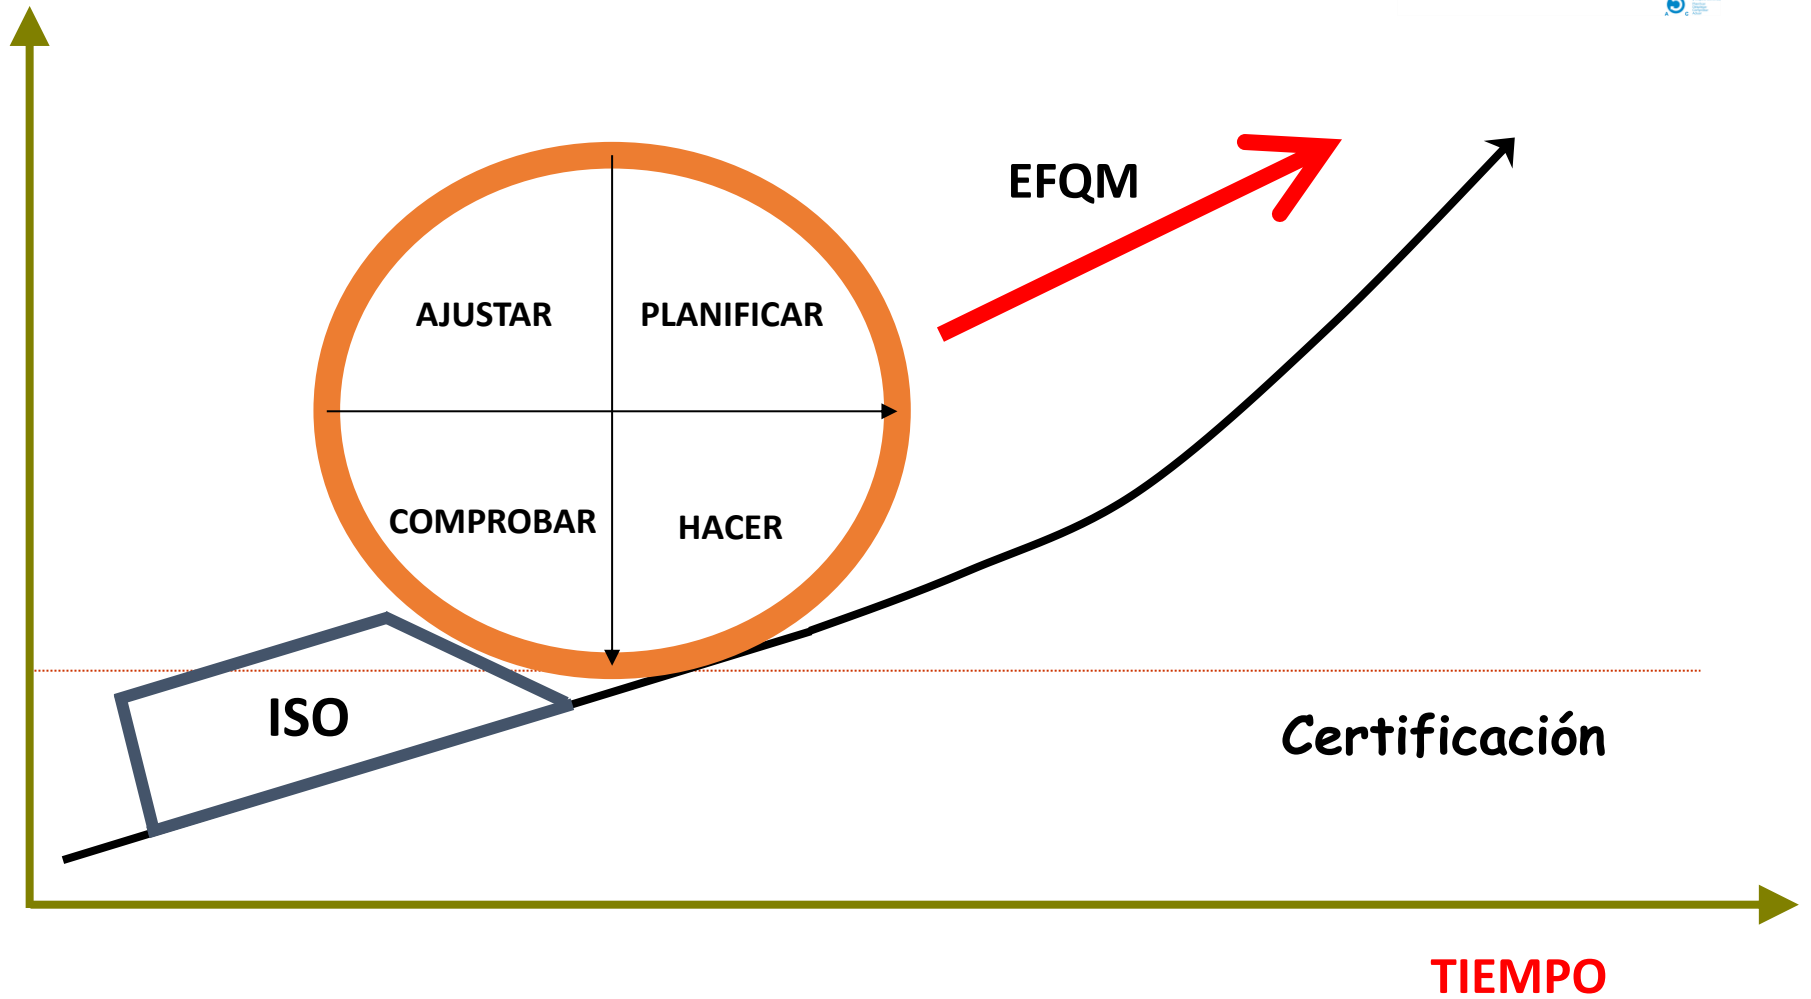 EFQM
AJUSTAR
PLANIFICAR
COMPROBAR
HACER
ISO
Certificación
TIEMPO